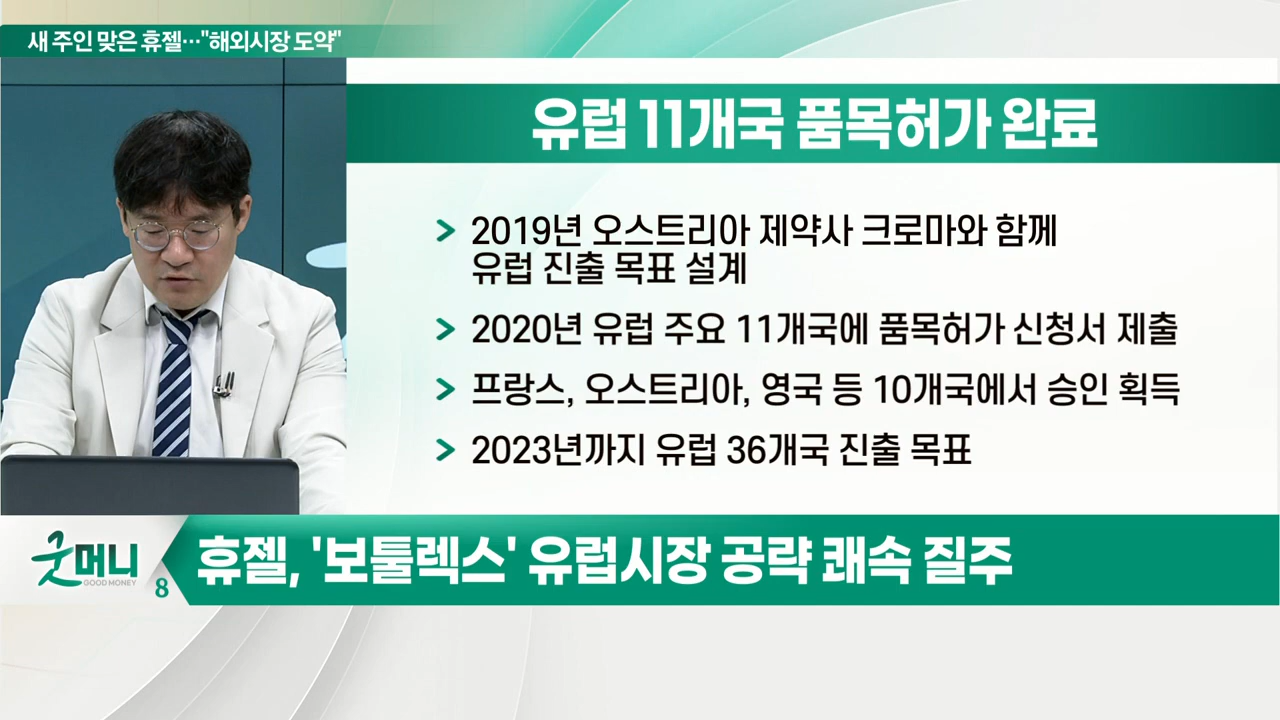 새 주인 맞은 휴젤…"해외시장 도약"
유럽 11개국 품목허가 완료
> 2019년 오스트리아 제약사 크로마와 함께
유럽 진출 목표 설계
> 2020년 유럽 주요 11개국에 품목허가 신청서 제출
> 프랑스, 오스트리아, 영국 등 10개국에서 승인 획득
> 2023년까지 유럽 36개국 진출 목표
굿머니
GOOD MONEY
8
휴젤, '보툴렉스' 유럽시장 공략 쾌속 질주